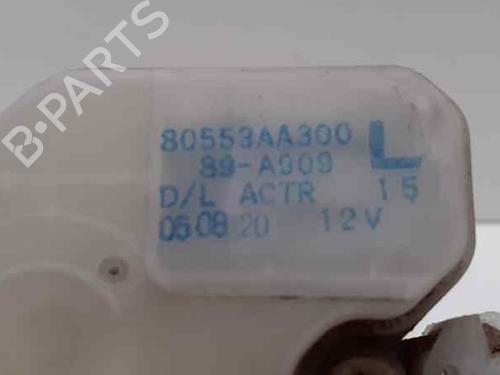 B-PARTS
80553AA300
89-A909 L
D/L ACTR 15
06 08 20 12V